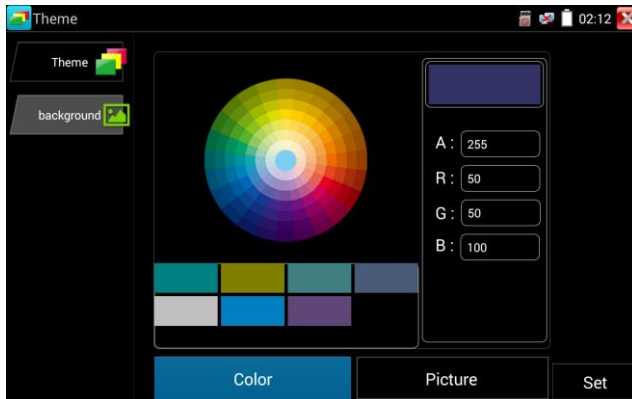 Theme
02:12
Theme
background
A : 255
R : 50
G : 50
B : 100
Color
Picture
Set